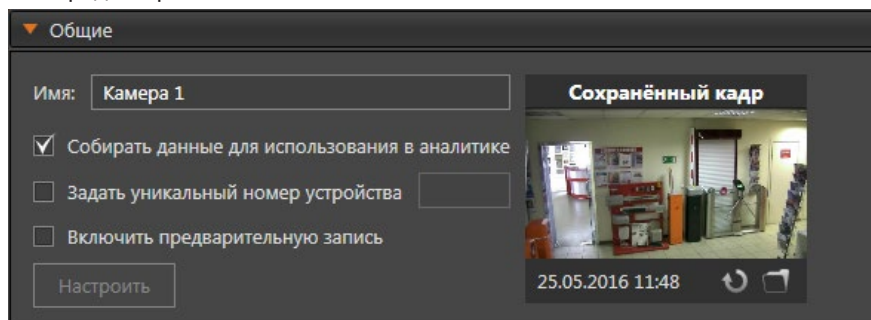 Общие
Имя: Камера 1
Сохранённый кадр
Собирать данные для использования в аналитике
Задать уникальный номер устройства
Включить предварительную запись
Настроить
25.05.2016 11:48